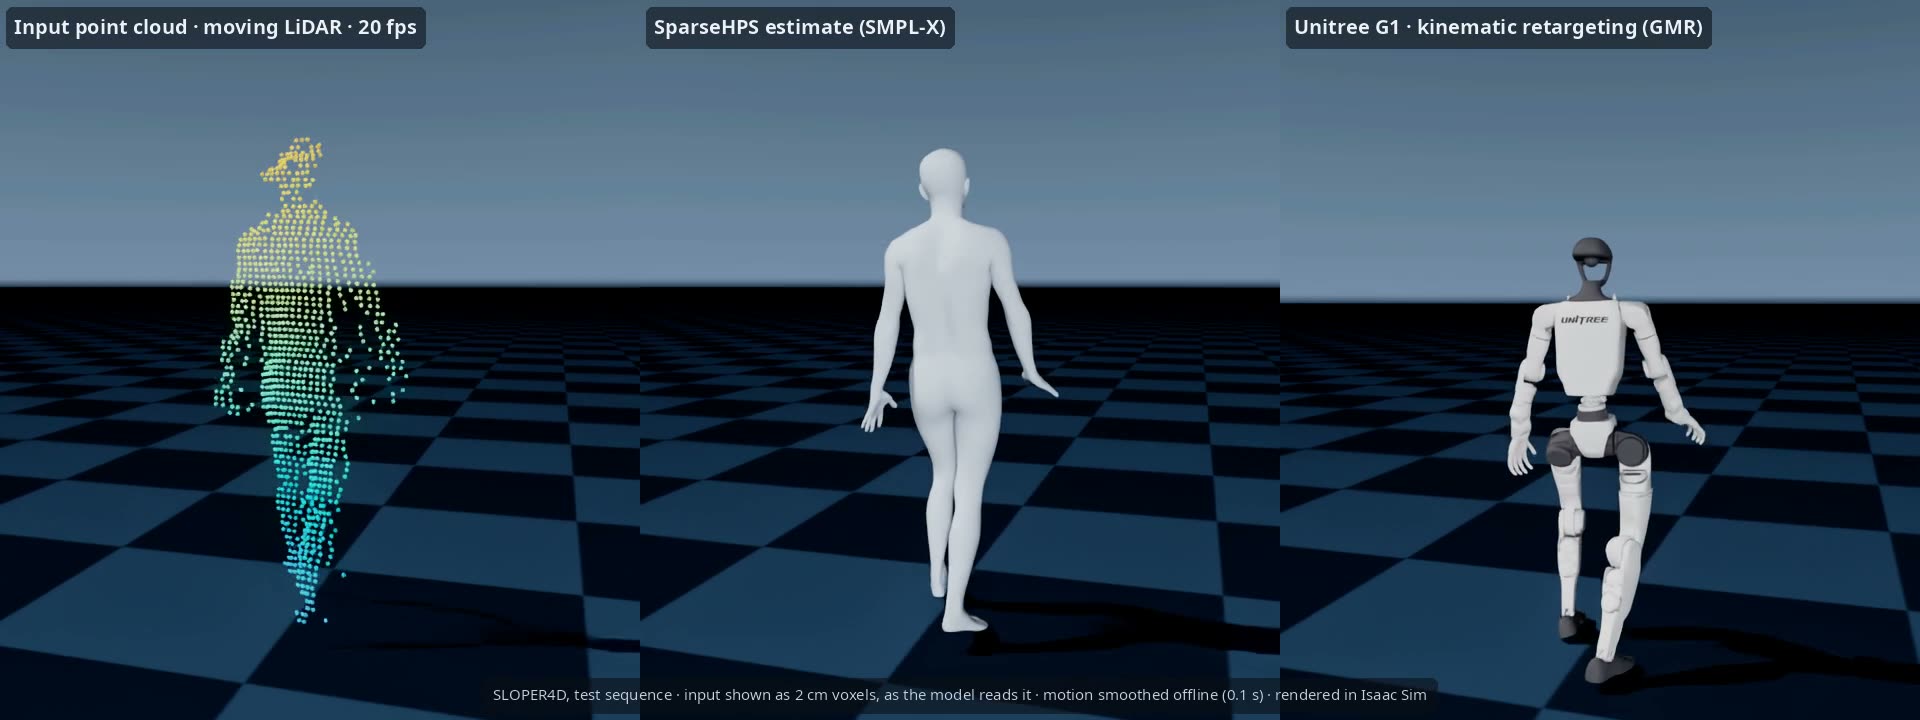 Input point cloud · moving LiDAR · 20 fps
SparseHPS estimate (SMPL-X)
Unitree G1 · kinematic retargeting (GMR)
UNITREE
SLOPER4D, test sequence · input shown as 2 cm voxels, as the model reads it · motion smoothed offline (0.1 s) · rendered in Isaac Sim